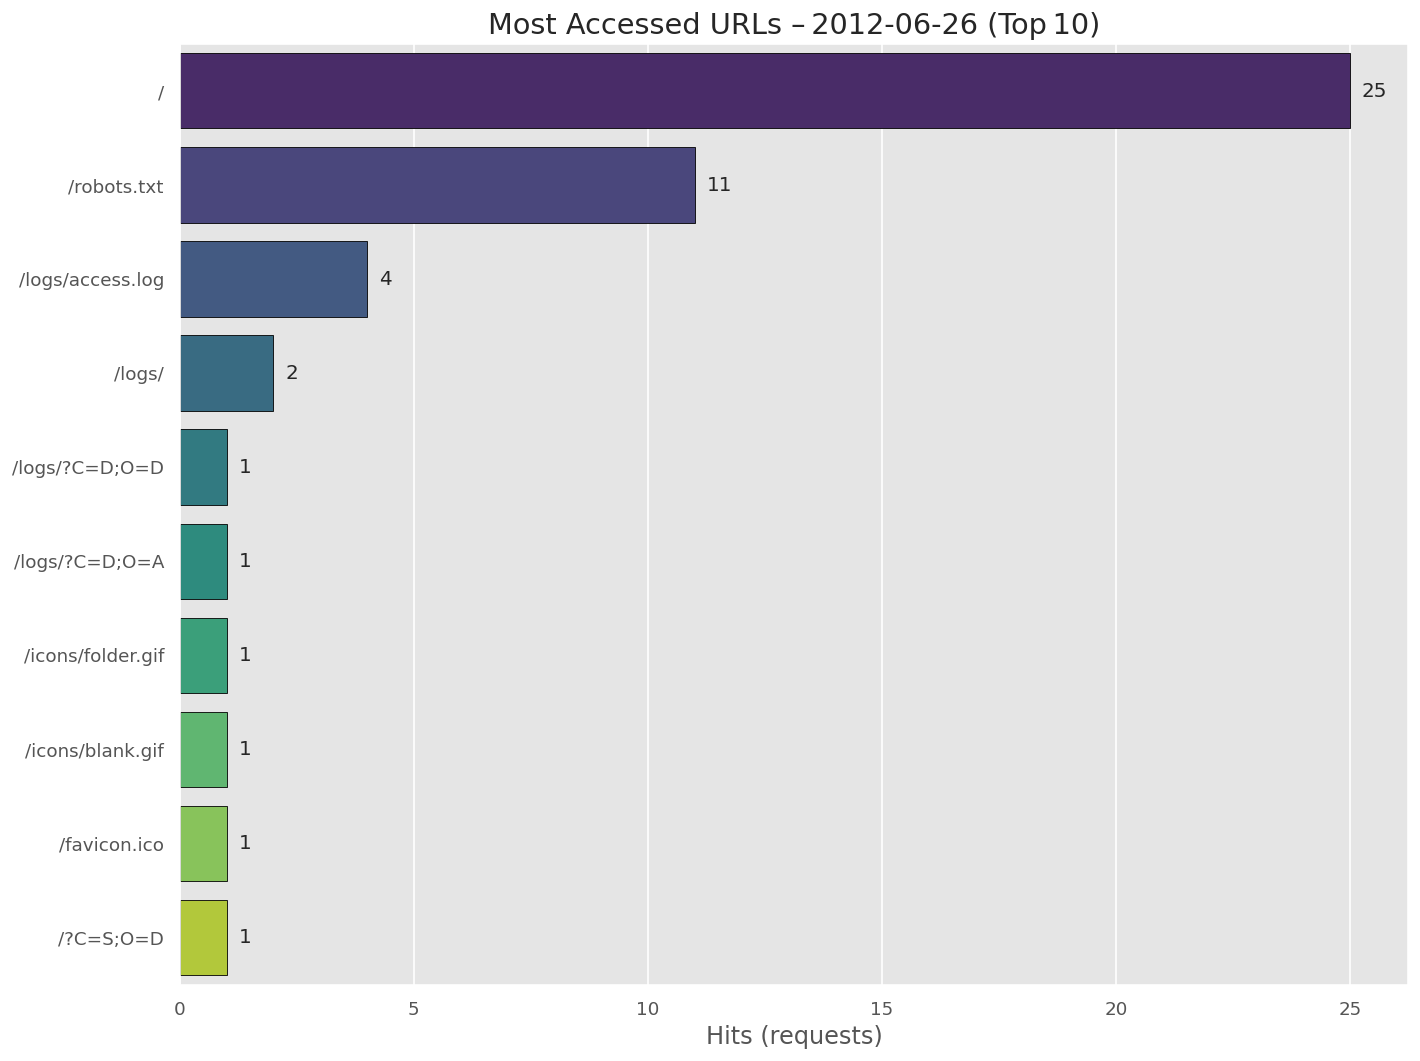 Most Accessed URLs – 2012-06-26 (Top 10)
/
25
/robots.txt
11
/logs/access.log
4
/logs/
2
/logs/?C=D;O=D
1
/logs/?C=D;O=A
1
/icons/folder.gif
1
/icons/blank.gif
1
/favicon.ico
1
/?C=S;O=D
1
0 5 10 15 20 25
Hits (requests)